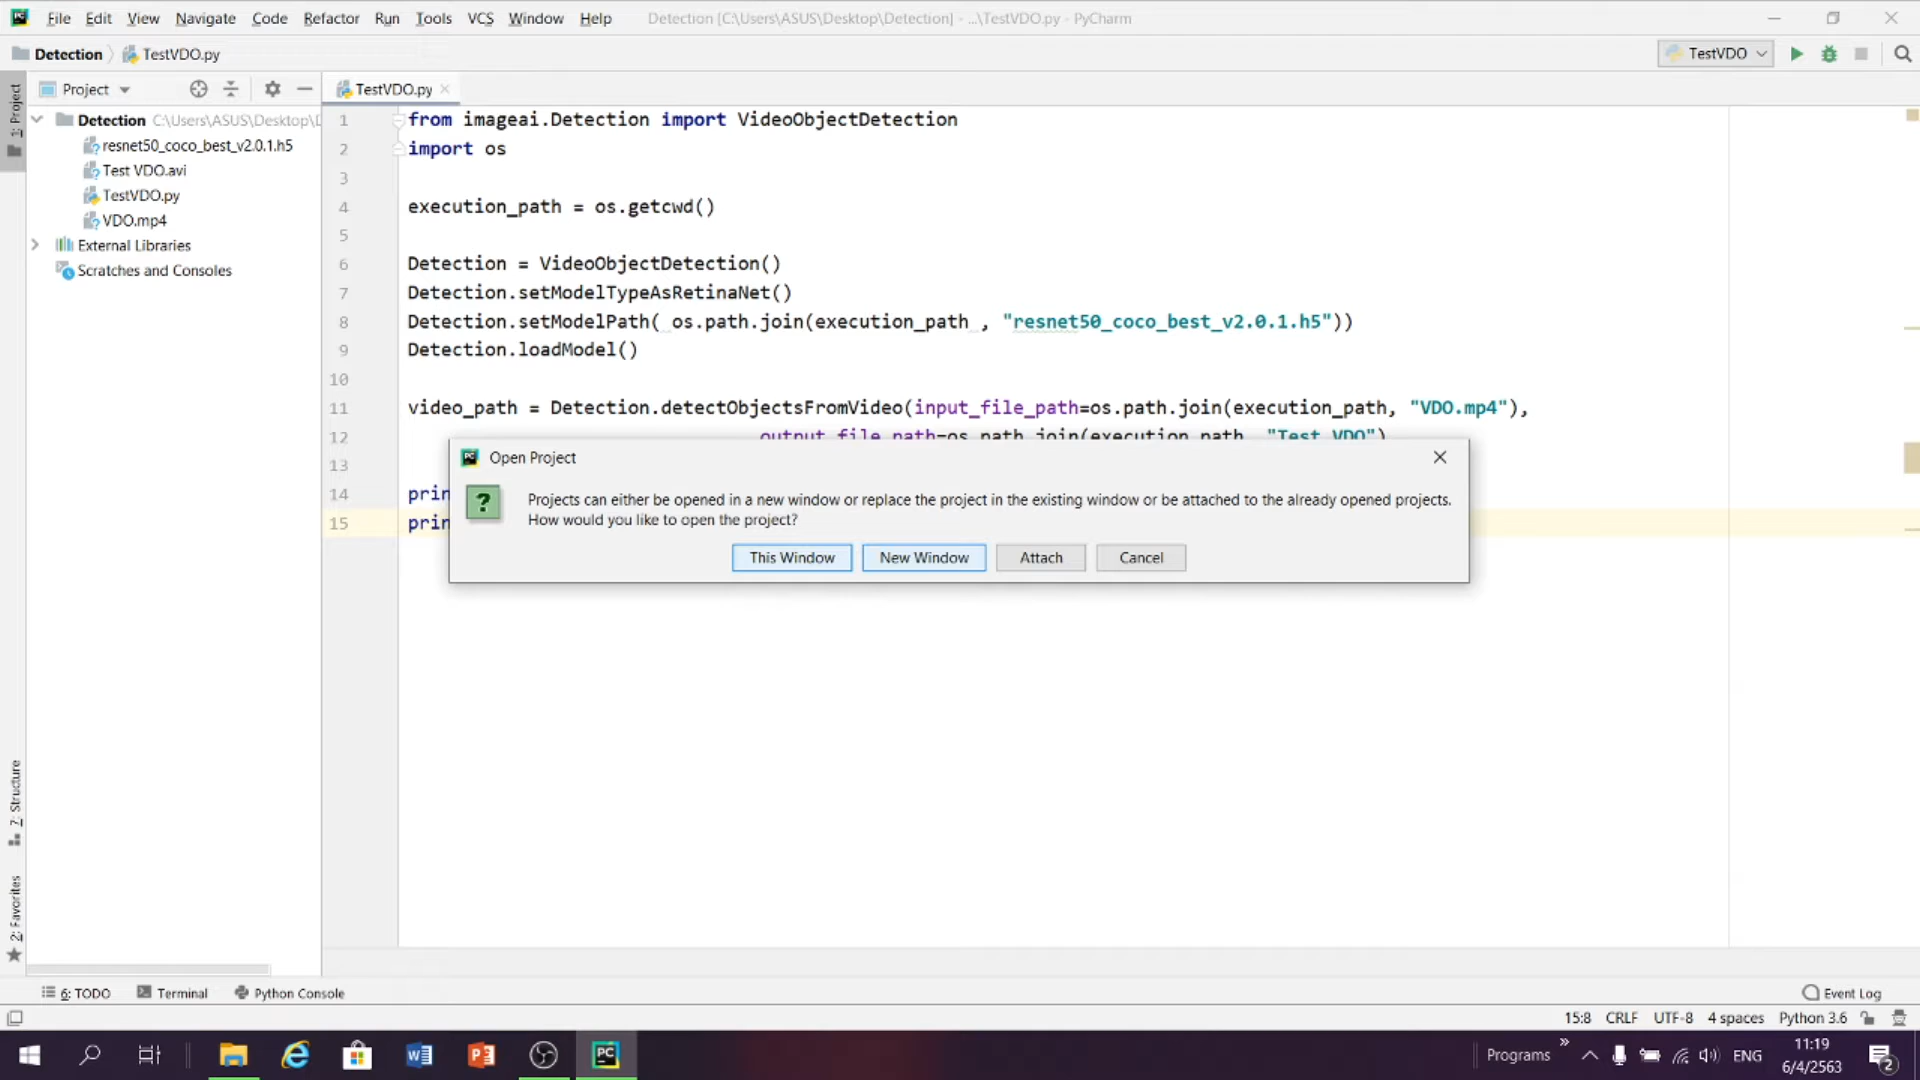 File Edit View Navigate Code Refactor Run Tools VCS Window Help Detection [C:\Users\ASUS\Desktop\Detection] - ...\TestVDO.py - PyCharm
Detection TestVDO.py TestVDO
1: Project
Project TestVDO.py
Detection C:\Users\ASUS\Desktop\
resnet50_coco_best_v2.0.1.h5
Test VDO.avi
TestVDO.py
VDO.mp4
External Libraries
Scratches and Consoles
1 from imageai.Detection import VideoObjectDetection
2 import os
3
4 execution_path = os.getcwd()
5
6 Detection = VideoObjectDetection()
7 Detection.setModelTypeAsRetinaNet()
8 Detection.setModelPath( os.path.join(execution_path , "resnet50_coco_best_v2.0.1.h5"))
9 Detection.loadModel()
10
11 video_path = Detection.detectObjectsFromVideo(input_file_path=os.path.join(execution_path, "VDO.mp4"),
12 output_file_path=os.path.join(execution_path, "Test VDO")
13
14 prin
15 prin
Open Project
Projects can either be opened in a new window or replace the project in the existing window or be attached to the already opened projects.
How would you like to open the project?
This Window New Window Attach Cancel
7: Structure
2: Favorites
6: TODO Terminal Python Console Event Log
15:8 CRLF UTF-8 4 spaces Python 3.6
Programs ENG
11:19
6/4/2563
2